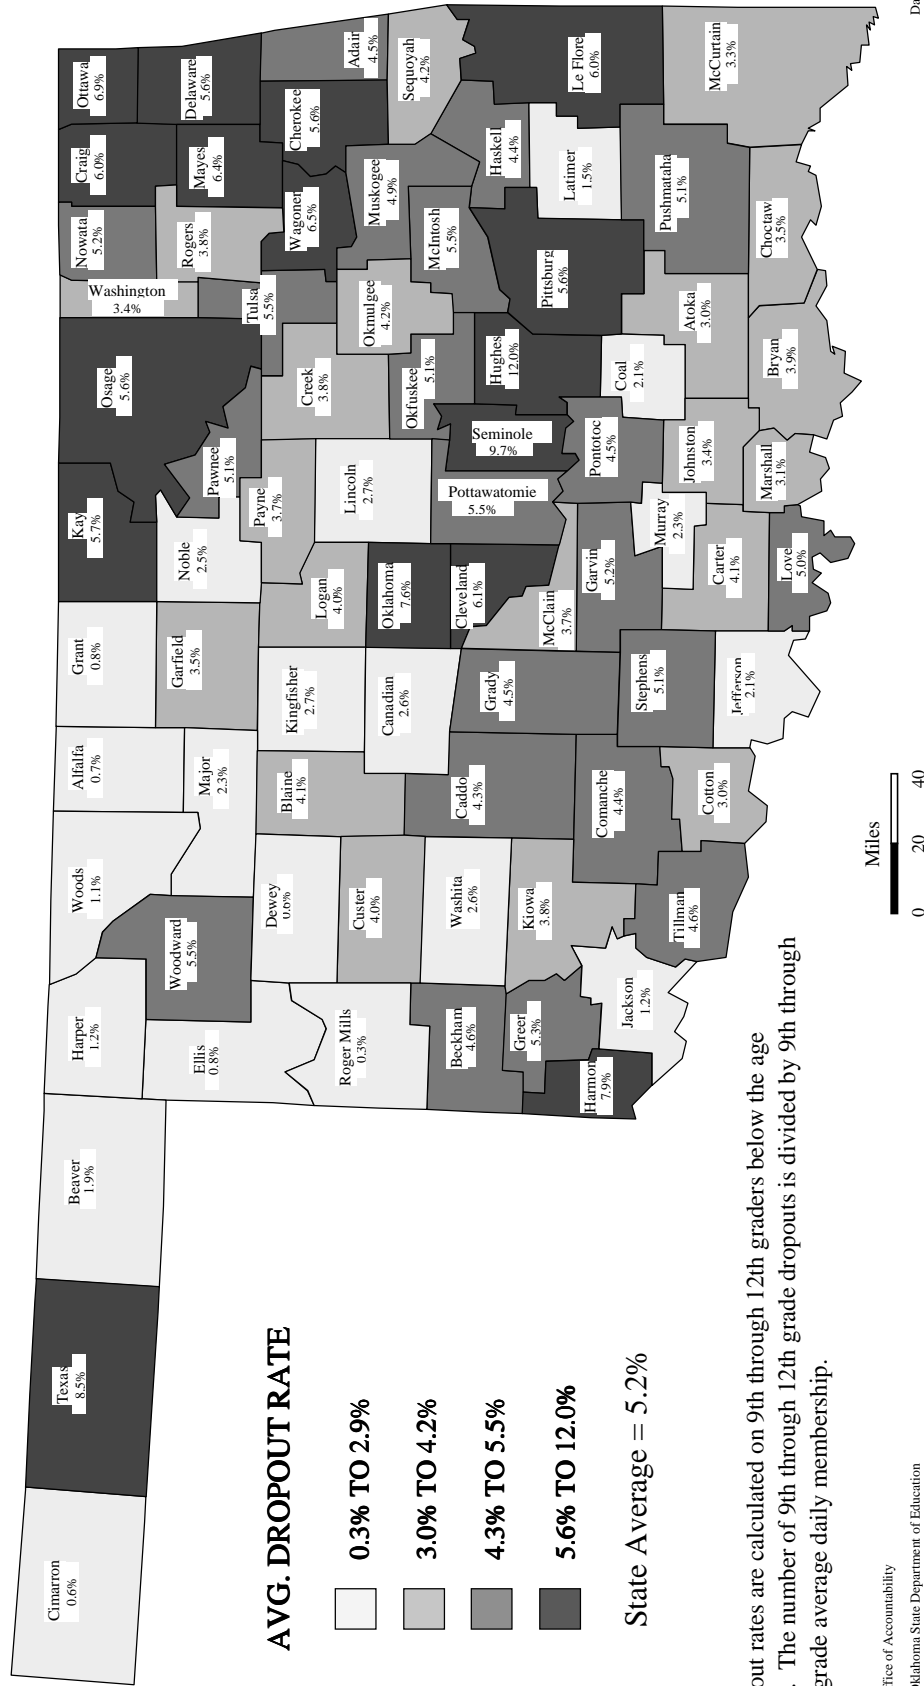 Cimarron
0.6%
Texas
8.5%
Beaver
1.9%
Harper
1.2%
Woods
1.1%
Alfalfa
0.7%
Grant
0.8%
Kay
5.7%
Osage
5.6%
Washington
3.4%
Nowata
5.2%
Craig
6.0%
Ottawa
6.9%
Ellis
0.8%
Woodward
5.5%
Major
2.3%
Garfield
3.5%
Noble
2.5%
Pawnee
5.1%
Rogers
3.8%
Mayes
6.4%
Delaware
5.6%
Roger Mills
0.3%
Dewey
0.6%
Blaine
4.1%
Kingfisher
2.7%
Logan
4.0%
Payne
3.7%
Creek
3.8%
Tulsa
5.5%
Wagoner
6.5%
Cherokee
5.6%
Adair
4.5%
Custer
4.0%
Canadian
2.6%
Oklahoma
7.6%
Lincoln
2.7%
Okfuskee
5.1%
Okmulgee
4.2%
Muskogee
4.9%
Sequoyah
4.2%
Beckham
4.6%
Washita
2.6%
Caddo
4.3%
Grady
4.5%
Cleveland
6.1%
McClain
3.7%
Pottawatomie
5.5%
Seminole
9.7%
Hughes
12.0%
McIntosh
5.5%
Haskell
4.4%
Le Flore
6.0%
Greer
5.3%
Kiowa
3.8%
Comanche
4.4%
Stephens
5.1%
Garvin
5.2%
Murray
2.3%
Pontotoc
4.5%
Coal
2.1%
Pittsburg
5.6%
Latimer
1.5%
Harmon
7.9%
Jackson
1.2%
Tillman
4.6%
Cotton
3.0%
Jefferson
2.1%
Carter
4.1%
Love
5.0%
Johnston
3.4%
Marshall
3.1%
Atoka
3.0%
Bryan
3.9%
Pushmataha
5.1%
Choctaw
3.5%
McCurtain
3.3%
AVG. DROPOUT RATE
0.3% TO 2.9%
3.0% TO 4.2%
4.3% TO 5.5%
5.6% TO 12.0%
State Average = 5.2%
out rates are calculated on 9th through 12th graders below the age
. The number of 9th through 12th grade dropouts is divided by 9th through
grade average daily membership.
Miles
0 20 40
fice of Accountability
klahoma State Department of Education
Da